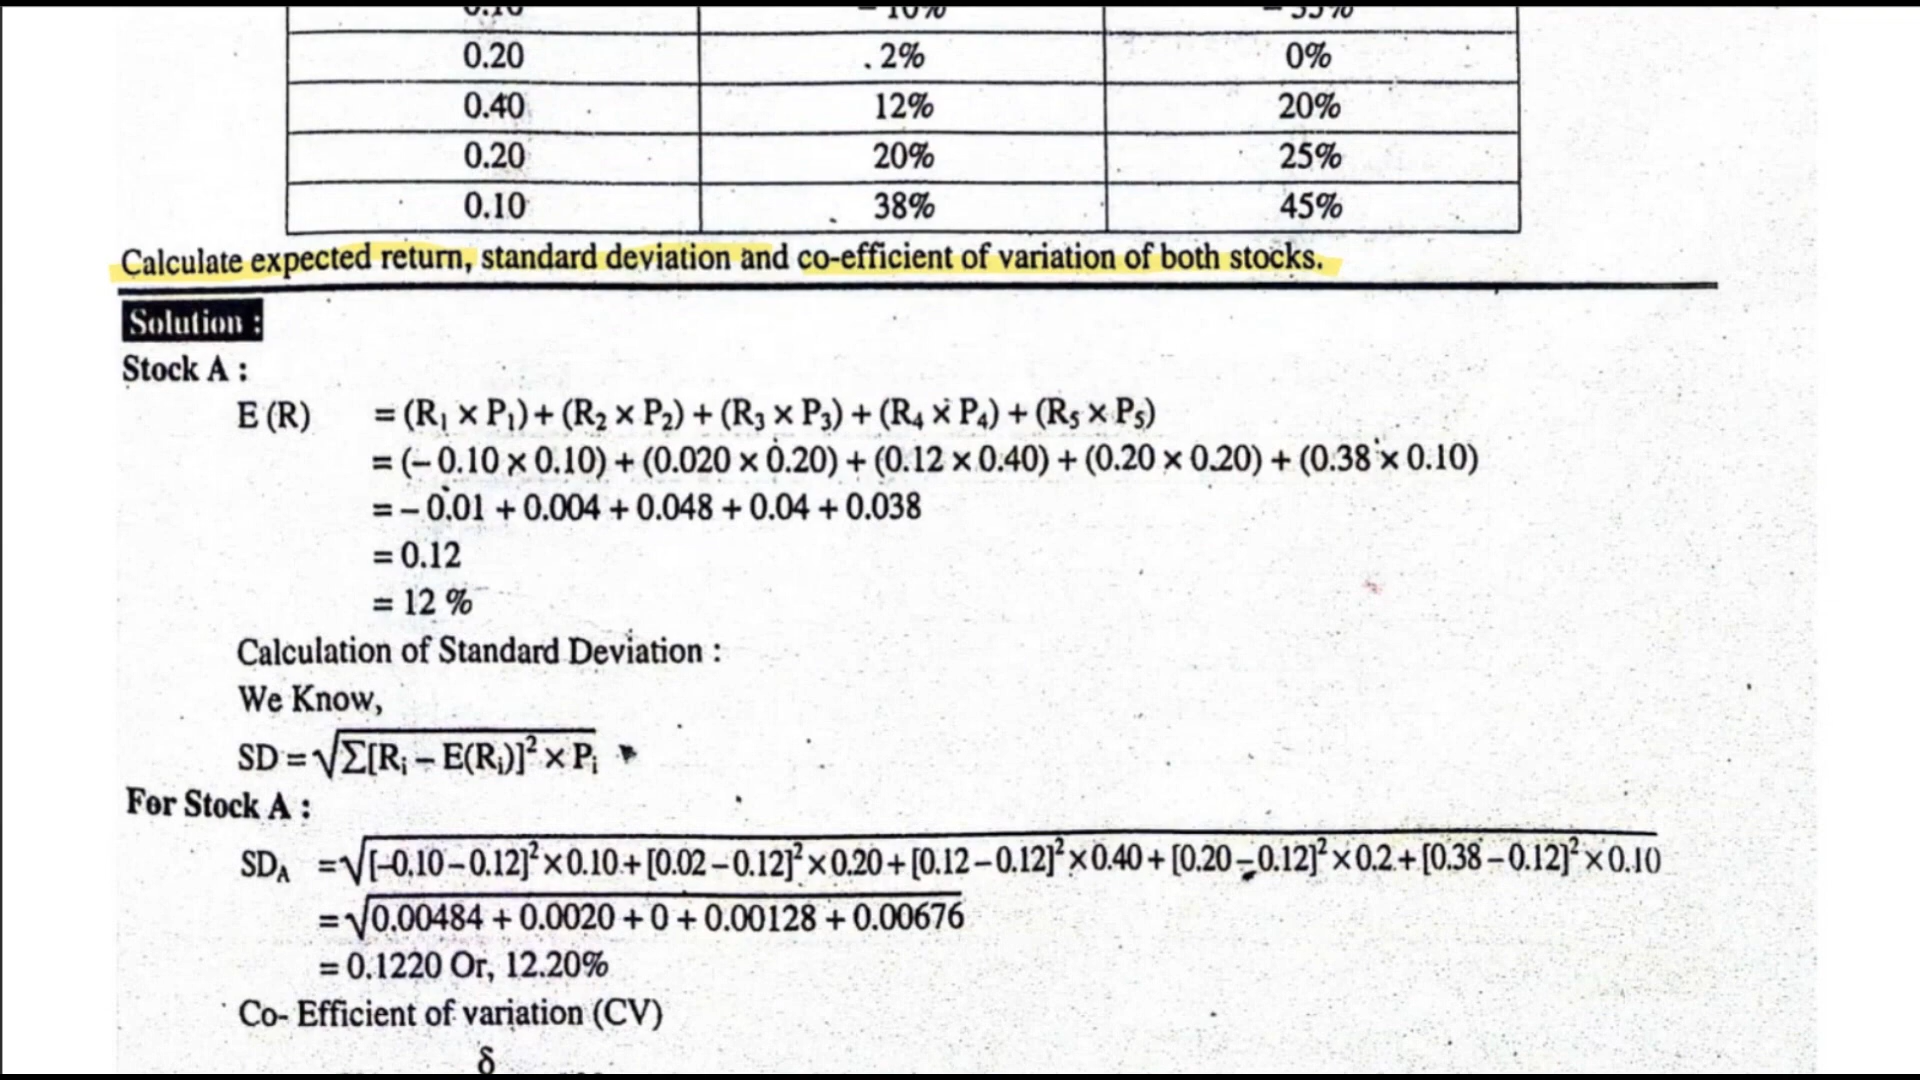 0.10 – 10% – 35%
0.20 . 2% 0%
0.40 12% 20%
0.20 20% 25%
0.10 38% 45%
Calculate expected return, standard deviation and co-efficient of variation of both stocks.
Solution :
Stock A :
E (R) = (R₁ × P₁) + (R₂ × P₂) + (R₃ × P₃) + (R₄ × P₄) + (R₅ × P₅)
= (– 0.10 × 0.10) + (0.020 × 0.20) + (0.12 × 0.40) + (0.20 × 0.20) + (0.38 × 0.10)
= – 0.01 + 0.004 + 0.048 + 0.04 + 0.038
= 0.12
= 12 %
Calculation of Standard Deviation :
We Know,
SD = √Σ[Rᵢ – E(Rᵢ)]² × Pᵢ
For Stock A :
SD_A = √[–0.10 – 0.12]² × 0.10 + [0.02 – 0.12]² × 0.20 + [0.12 – 0.12]² × 0.40 + [0.20 – 0.12]² × 0.2 + [0.38 – 0.12]² × 0.10
= √0.00484 + 0.0020 + 0 + 0.00128 + 0.00676
= 0.1220 Or, 12.20%
Co- Efficient of variation (CV)
δ